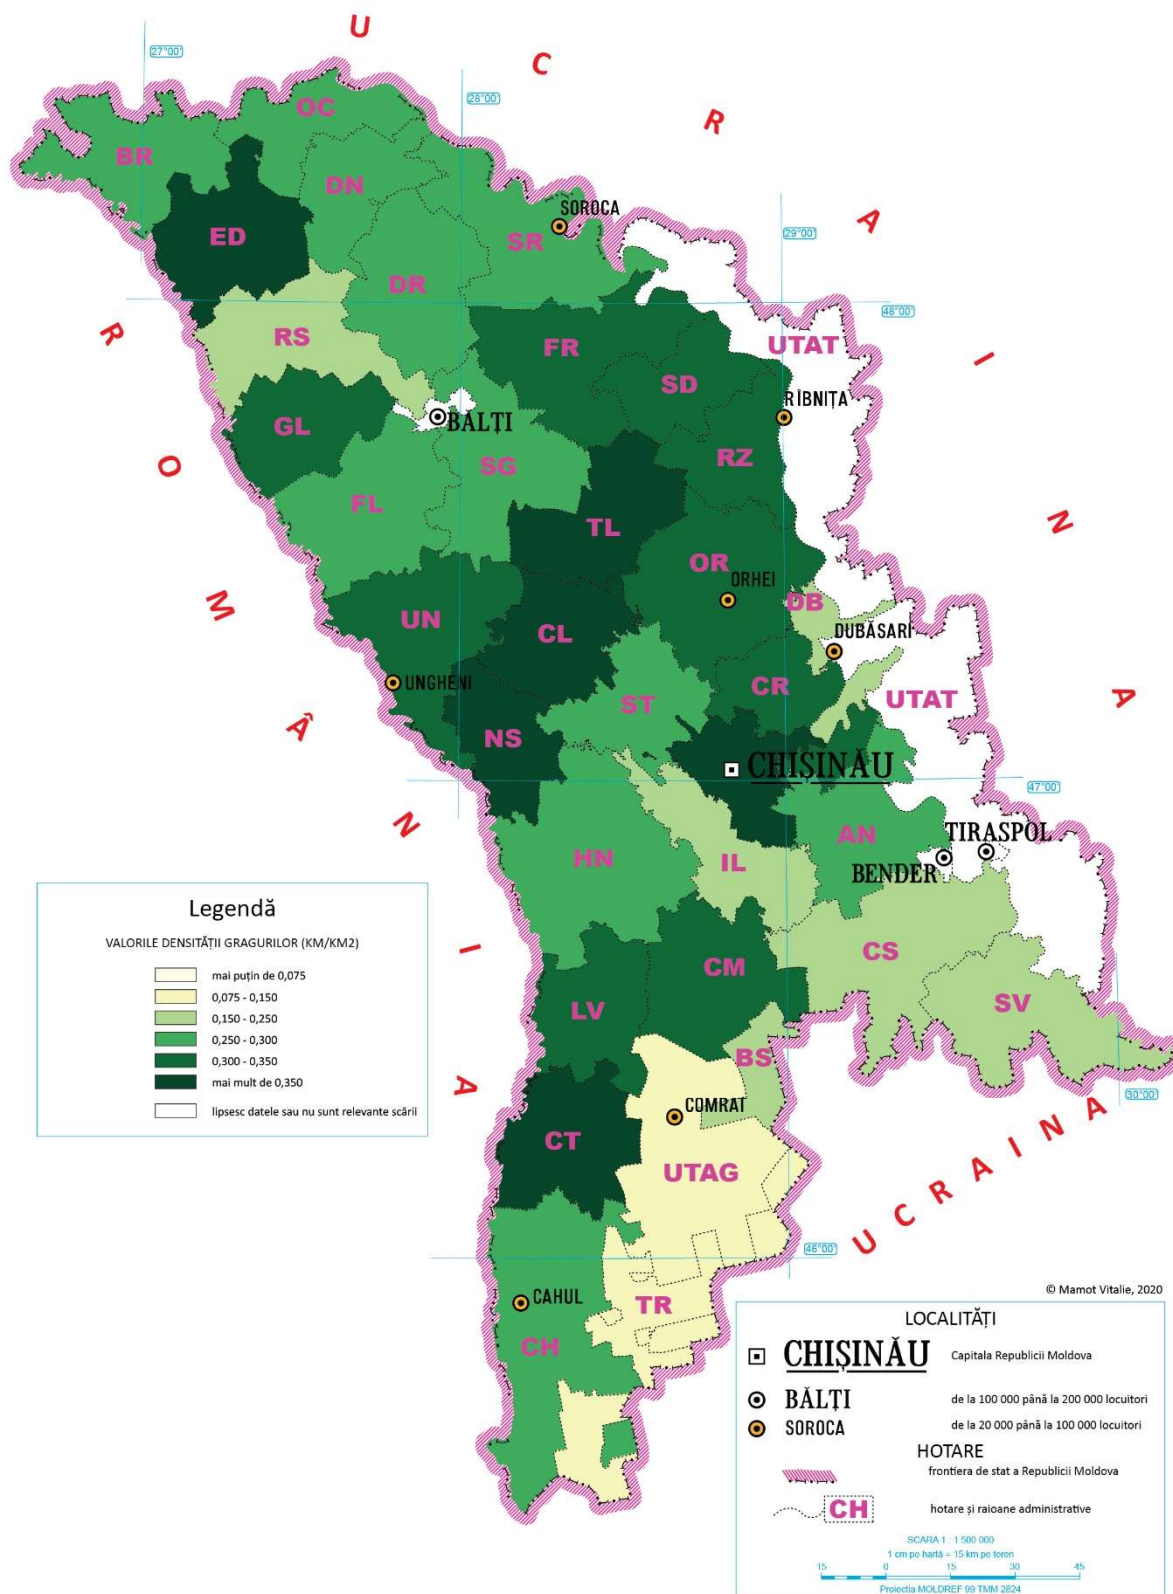 U C R A I N A
27°00'
28°00'
OC
BR
DN
ED
SOROCA
SR
29°00'
DR
48°00'
R O M Â N I A
RS
FR
UTAT
SD
RÎBNIȚA
GL
BĂLȚI
SG
RZ
FL
TL
OR
ORHEI
DB
UN
CL
DUBĂSARI
UNGHENI
ST
CR
UTAT
NS
CHIȘINĂU
47°00'
AN
TIRASPOL
HN
IL
BENDER
CS
CM
LV
SV
BS
30°00'
COMRAT
CT
UTAG
U C R A I N A
46°00'
CAHUL
TR
CH
Legendă
VALORILE DENSITĂȚII GRAGURILOR (KM/KM2)
mai puțin de 0,075
0,075 - 0,150
0,150 - 0,250
0,250 - 0,300
0,300 - 0,350
mai mult de 0,350
lipsesc datele sau nu sunt relevante scării
© Mamot Vitalie, 2020
LOCALITĂȚI
CHIȘINĂU Capitala Republicii Moldova
BĂLȚI de la 100 000 până la 200 000 locuitori
SOROCA de la 20 000 până la 100 000 locuitori
HOTARE
frontiera de stat a Republicii Moldova
CH hotare și raioane administrative
SCARA 1 : 1 500 000
1 cm pe hartă = 15 km pe teren
15 0 15 30 45
Proiectia MOLDREF 99 TMM 2824